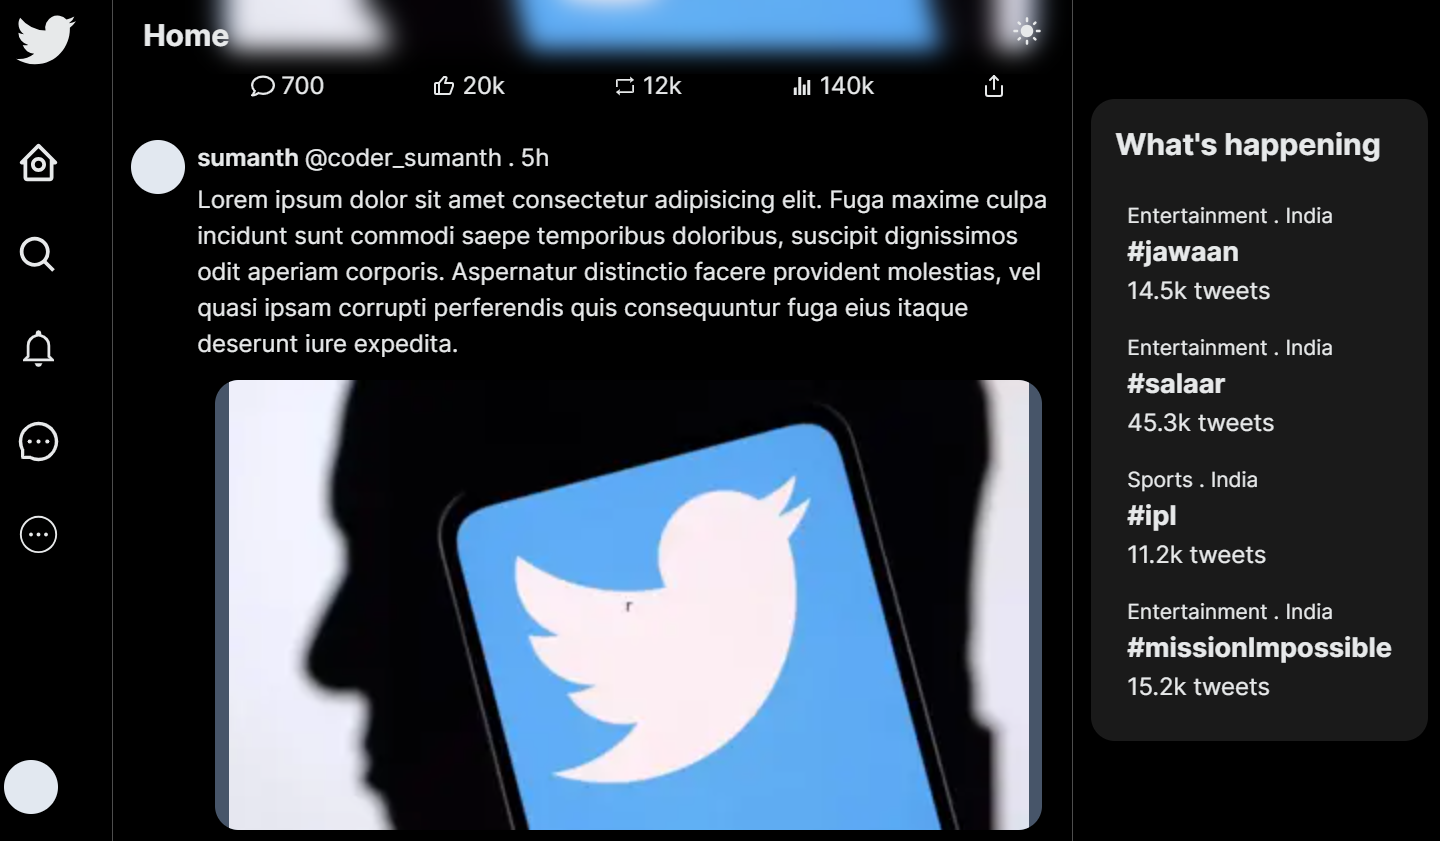 Home
700 20k 12k 140k
sumanth @coder_sumanth . 5h
Lorem ipsum dolor sit amet consectetur adipisicing elit. Fuga maxime culpa
incidunt sunt commodi saepe temporibus doloribus, suscipit dignissimos
odit aperiam corporis. Aspernatur distinctio facere provident molestias, vel
quasi ipsam corrupti perferendis quis consequuntur fuga eius itaque
deserunt iure expedita.
r
What's happening
Entertainment . India
#jawaan
14.5k tweets
Entertainment . India
#salaar
45.3k tweets
Sports . India
#ipl
11.2k tweets
Entertainment . India
#missionImpossible
15.2k tweets